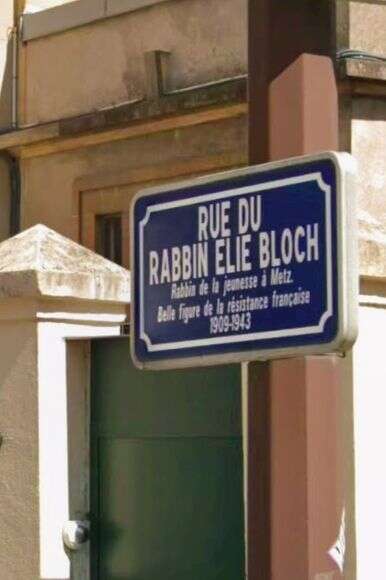 RUE DU
RABBIN ELIE BLOCH
Rabbin de la jeunesse à Metz.
Belle figure de la résistance française
1909-1943